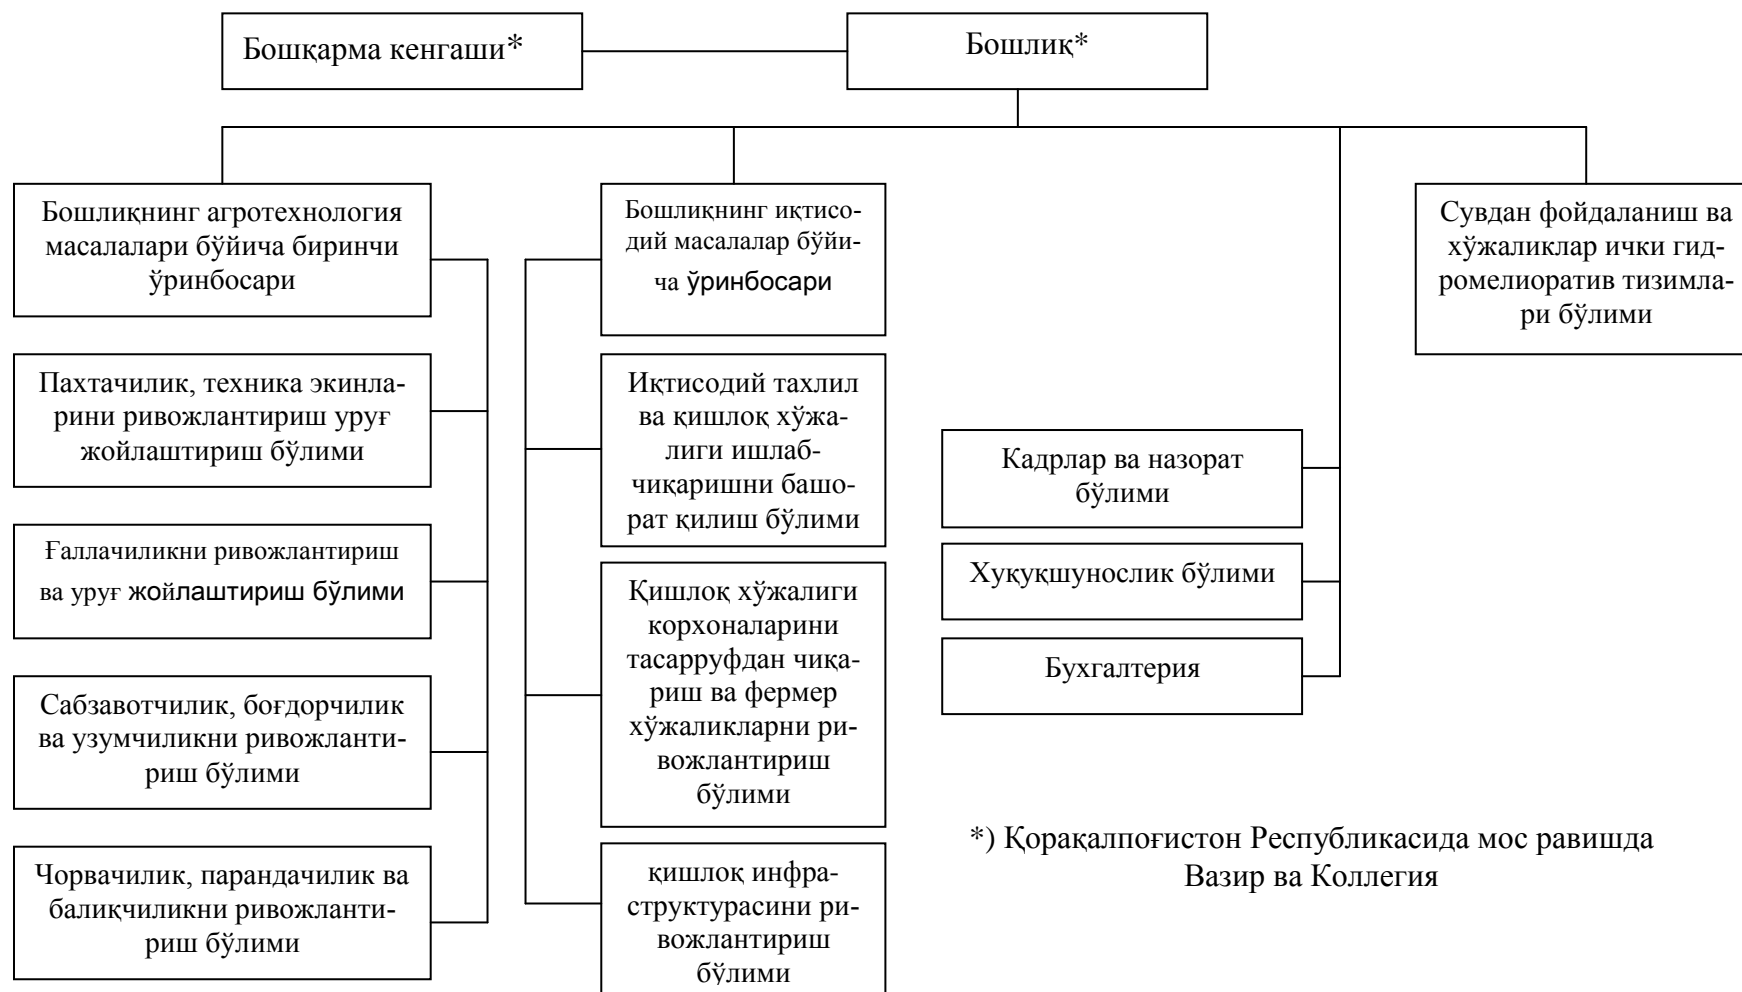 Бошқарма кенгаши*
Бошлиқ*
Бошлиқнинг агротехнология
масалалари бўйича биринчи
ўринбосари
Пахтачилик, техника экинла-
рини ривожлантириш уруғ
жойлаштириш бўлими
Ғаллачиликни ривожлантириш
ва уруғ жойлаштириш бўлими
Сабзавотчилик, боғдорчилик
ва узумчиликни ривожланти-
риш бўлими
Чорвачилик, парандачилик ва
балиқчиликни ривожланти-
риш бўлими
Бошлиқнинг иқтисо-
дий масалалар бўйи-
ча ўринбосари
Иқтисодий тахлил
ва қишлоқ хўжа-
лиги ишлаб-
чиқаришни башо-
рат қилиш бўлими
Қишлоқ хўжалиги
корхоналарини
тасарруфдан чиқа-
риш ва фермер
хўжаликларни ри-
вожлантириш
бўлими
қишлоқ инфра-
структурасини ри-
вожлантириш
бўлими
Кадрлар ва назорат
бўлими
Хуқуқшунослик бўлими
Бухгалтерия
Сувдан фойдаланиш ва
хўжаликлар ички гид-
ромелиоратив тизимла-
ри бўлими
*) Қорақалпоғистон Республикасида мос равишда
Вазир ва Коллегия